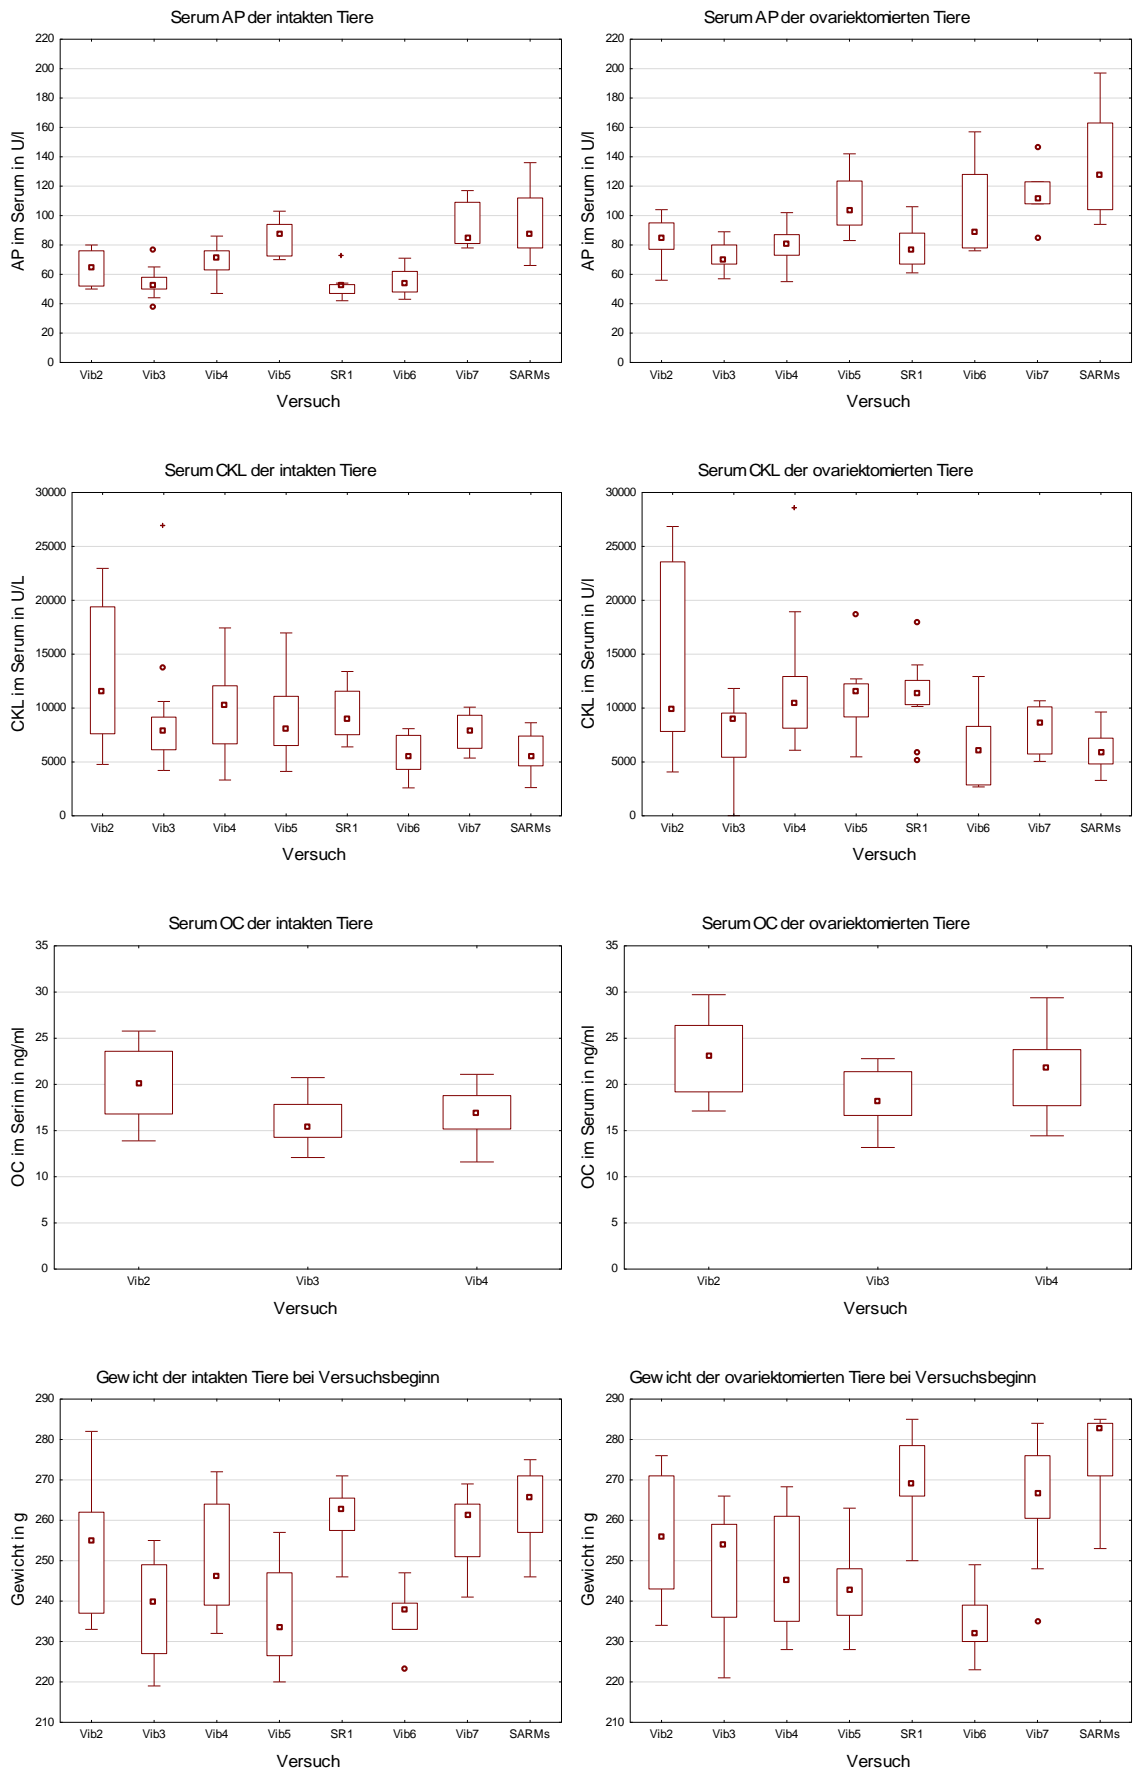 Serum AP der intakten Tiere
220
200
180
160
140
120
100
80
60
40
20
0
AP im Serum in U/l
Vib2 Vib3 Vib4 Vib5 SR1 Vib6 Vib7 SARMs
Versuch
Serum AP der ovariektomierten Tiere
220
200
180
160
140
120
100
80
60
40
20
0
AP im Serum in U/l
Vib2 Vib3 Vib4 Vib5 SR1 Vib6 Vib7 SARMs
Versuch
Serum CKL der intakten Tiere
30000
25000
20000
15000
10000
5000
0
CKL im Serum in U/L
Vib2 Vib3 Vib4 Vib5 SR1 Vib6 Vib7 SARMs
Versuch
Serum CKL der ovariektomierten Tiere
30000
25000
20000
15000
10000
5000
0
CKL im Serum in U/l
Vib2 Vib3 Vib4 Vib5 SR1 Vib6 Vib7 SARMs
Versuch
Serum OC der intakten Tiere
35
30
25
20
15
10
5
0
OC im Serim in ng/ml
Vib2 Vib3 Vib4
Versuch
Serum OC der ovariektomierten Tiere
35
30
25
20
15
10
5
0
OC im Serum in ng/ml
Vib2 Vib3 Vib4
Versuch
Gewicht der intakten Tiere bei Versuchsbeginn
290
280
270
260
250
240
230
220
210
Gewicht in g
Vib2 Vib3 Vib4 Vib5 SR1 Vib6 Vib7 SARMs
Versuch
Gewicht der ovariektomierten Tiere bei Versuchsbeginn
290
280
270
260
250
240
230
220
210
Gewicht in g
Vib2 Vib3 Vib4 Vib5 SR1 Vib6 Vib7 SARMs
Versuch